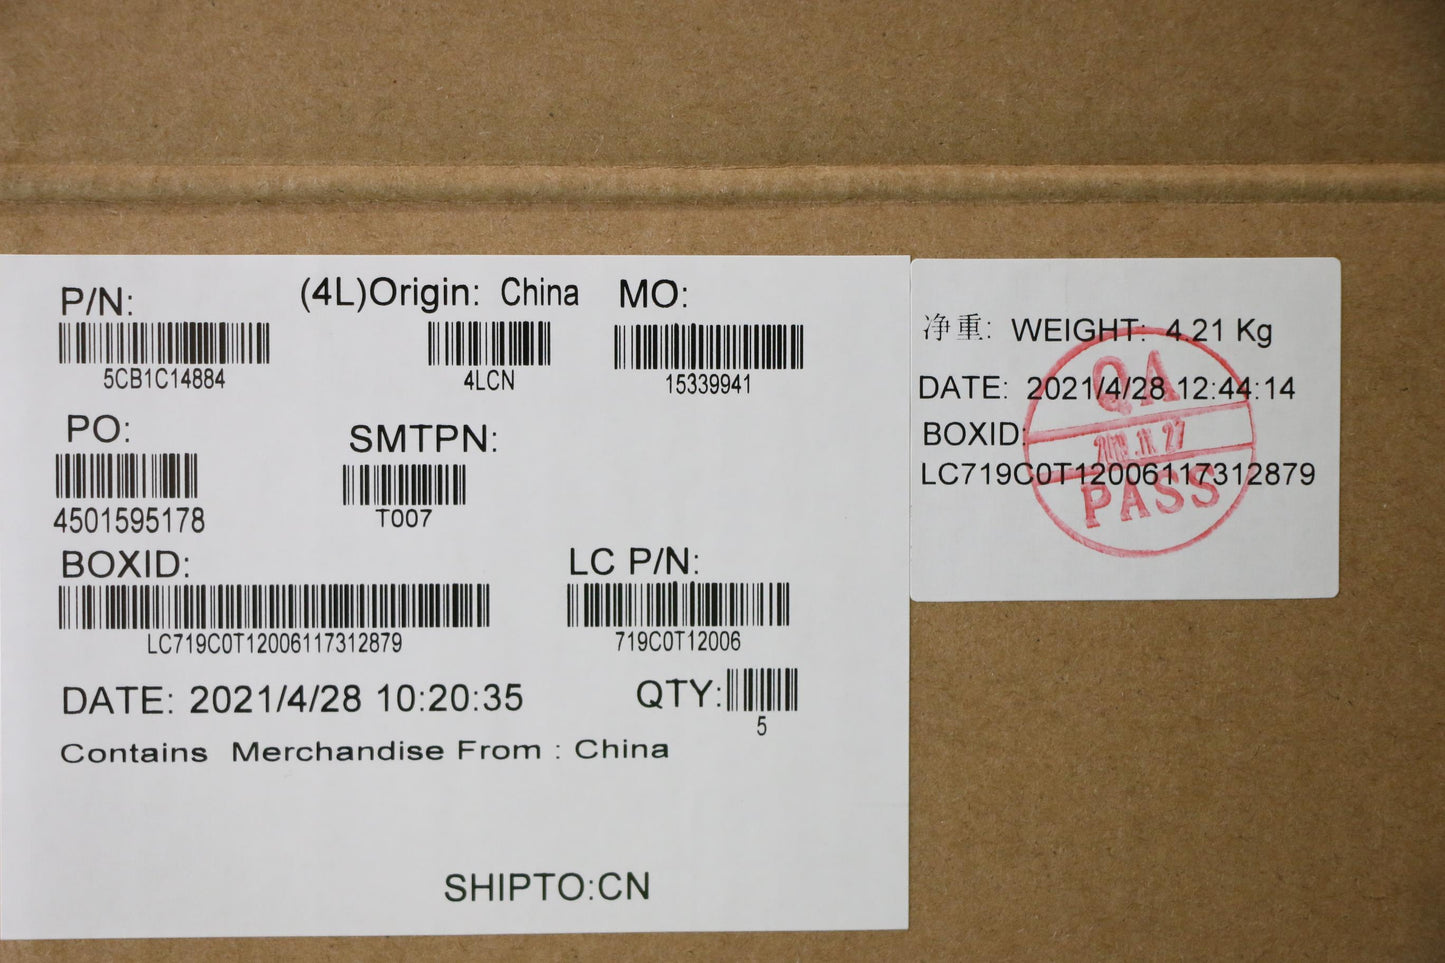 P/N:
5CB1C14884
(4L)Origin: China
4LCN
MO:
15339941
PO:
4501595178
SMTPN:
T007
BOXID:
LC719C0T12006117312879
LC P/N:
719C0T12006
DATE: 2021/4/28 10:20:35
QTY:
5
Contains Merchandise From : China
SHIPTO:CN
净重: WEIGHT: 4.21 Kg
DATE: 2021/4/28 12:44:14
BOXID:
LC719C0T12006117312879
QA
PASS